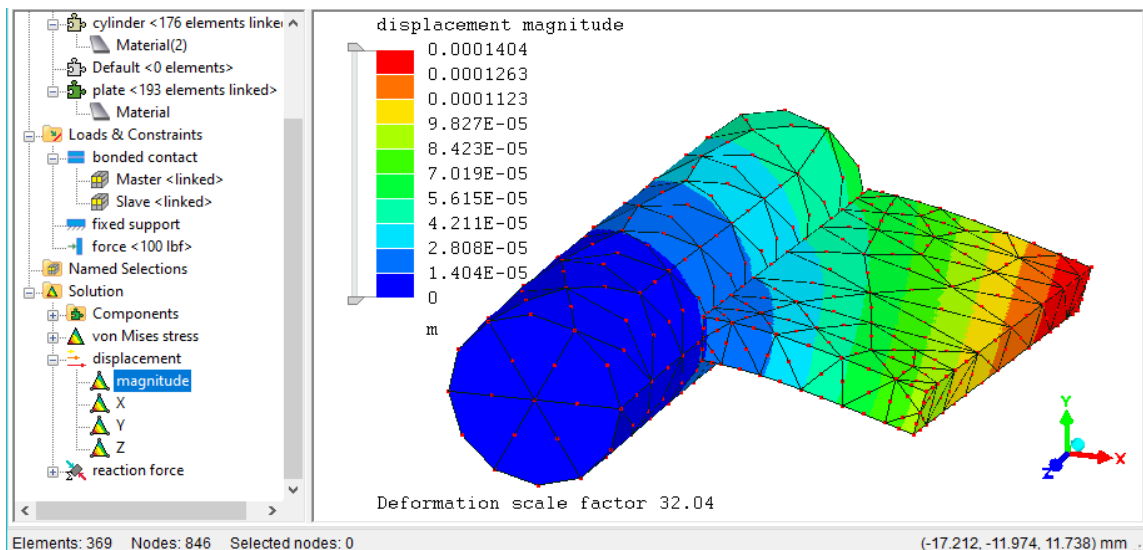 cylinder <176 elements linke
Material(2)
Default <0 elements>
plate <193 elements linked>
Material
Loads & Constraints
bonded contact
Master <linked>
Slave <linked>
fixed support
force <100 lbf>
Named Selections
Solution
Components
von Mises stress
displacement
magnitude
X
Y
Z
reaction force
displacement magnitude
0.0001404
0.0001263
0.0001123
9.827E-05
8.423E-05
7.019E-05
5.615E-05
4.211E-05
2.808E-05
1.404E-05
0
m
Y
X
Z
Deformation scale factor 32.04
Elements: 369 Nodes: 846 Selected nodes: 0 (-17.212, -11.974, 11.738) mm